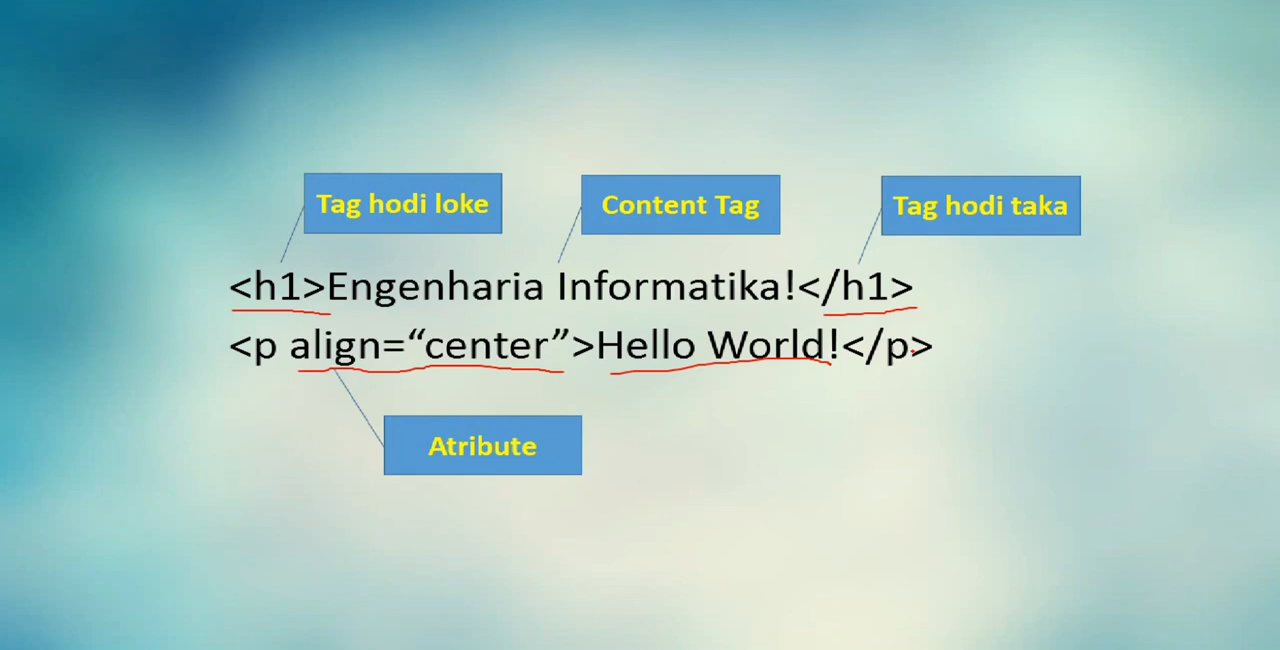 Tag hodi loke
Content Tag
Tag hodi taka
<h1>Engenharia Informatika!</h1>
<p align=“center”>Hello World!</p>
Atribute